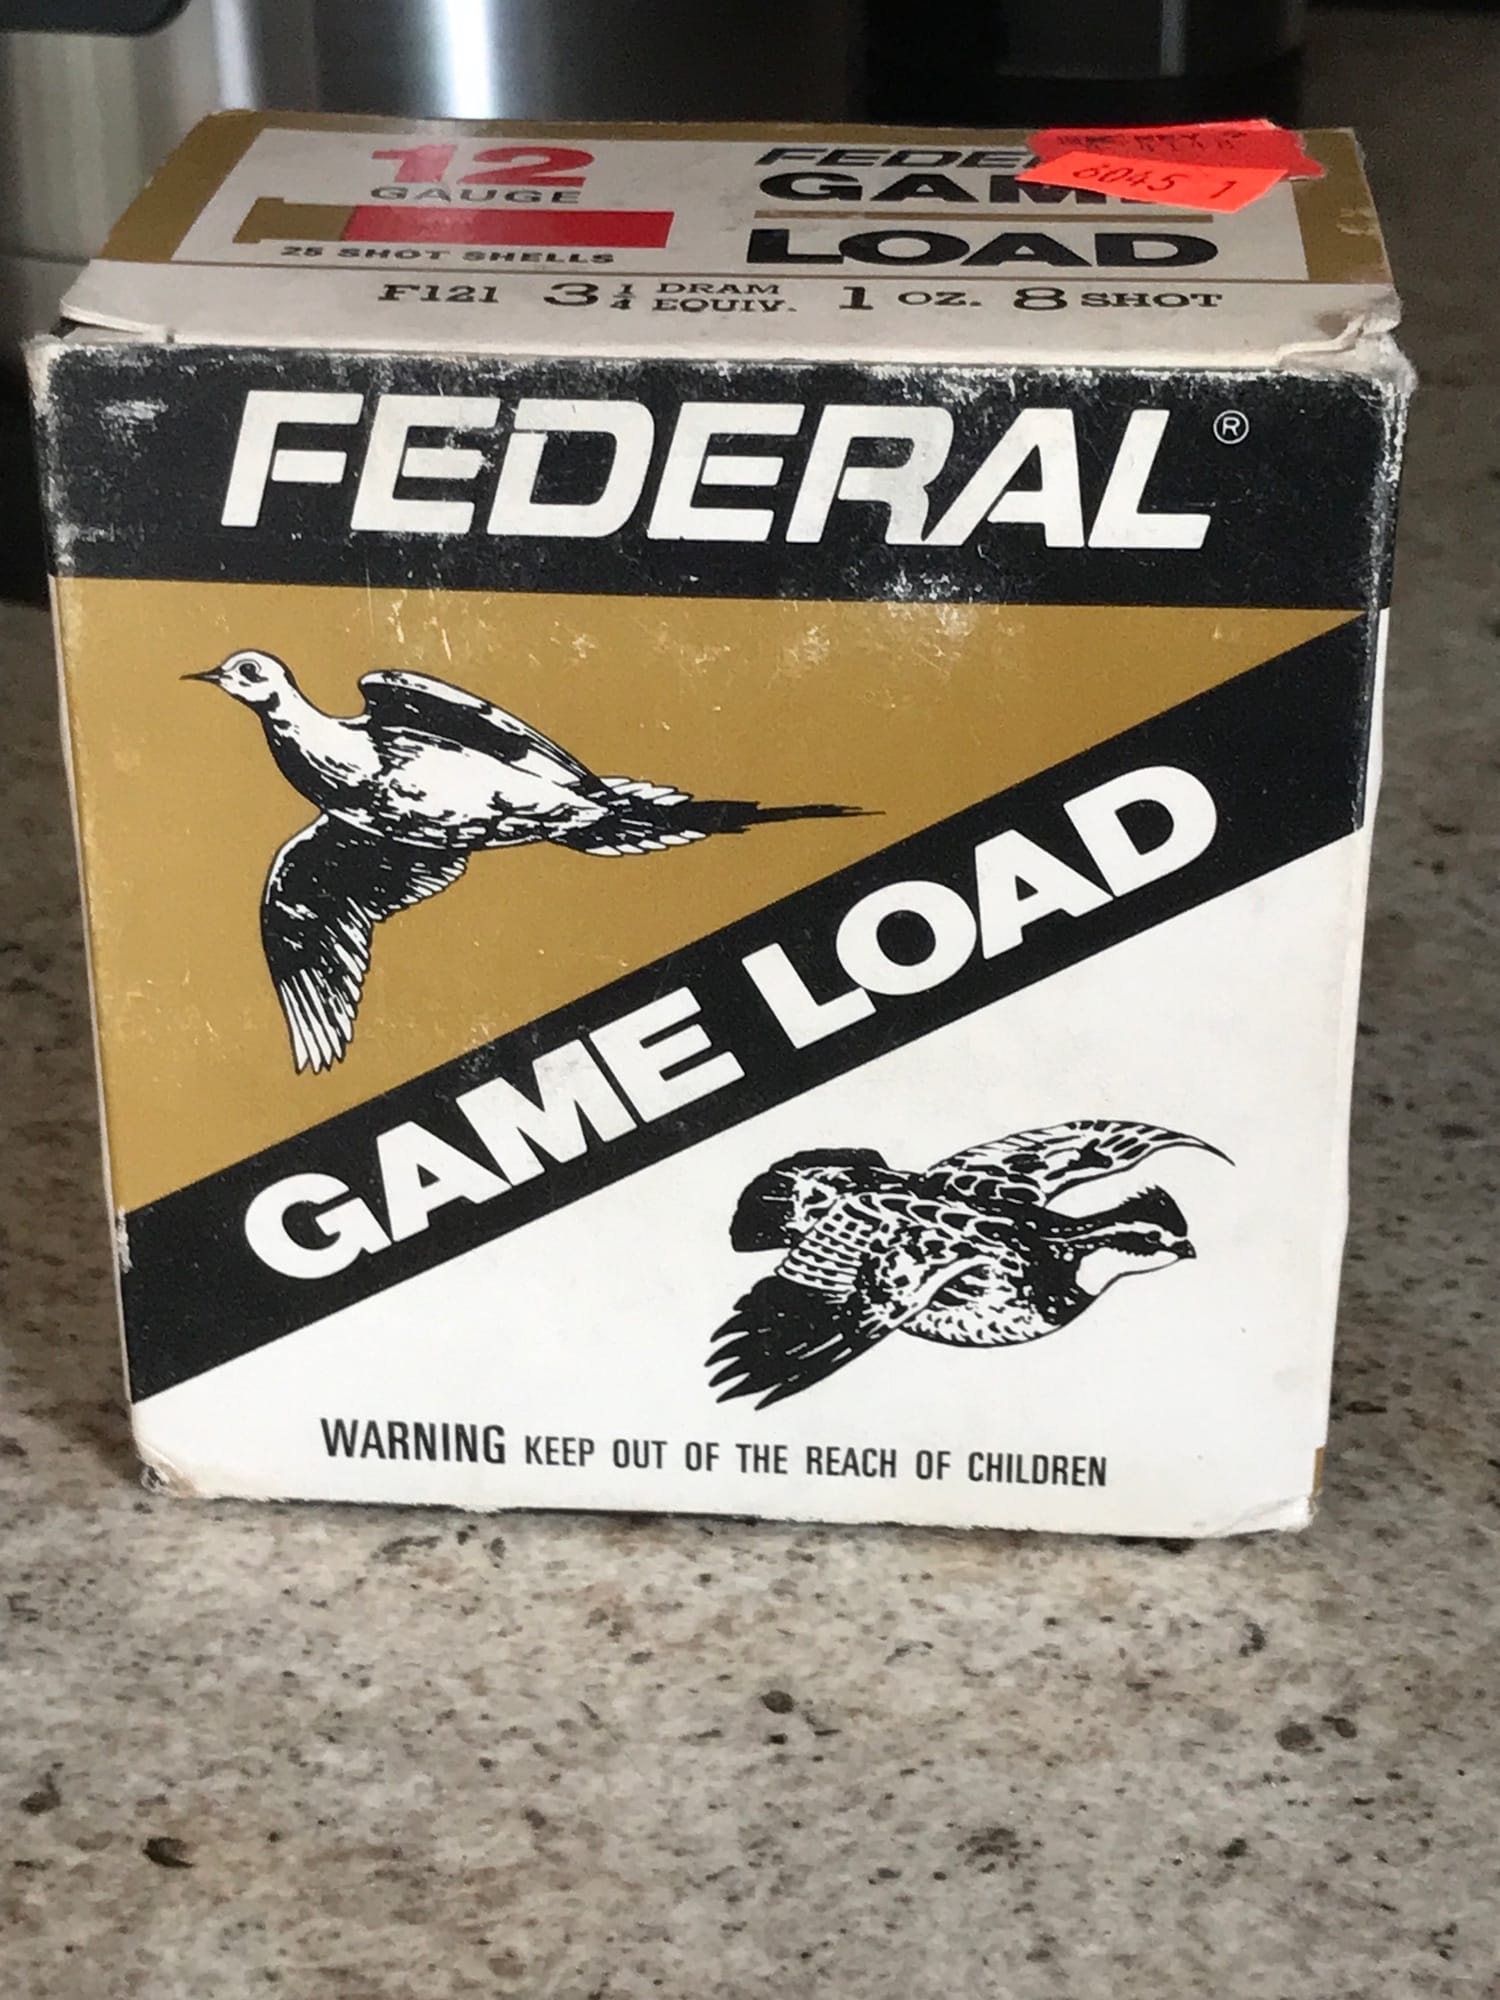 12
GAUGE
25 SHOT SHELLS
LOAD
F121 3 1/4 DRAM EQUIV. 1 OZ. 8 SHOT
FEDERAL®
GAME LOAD
WARNING KEEP OUT OF THE REACH OF CHILDREN